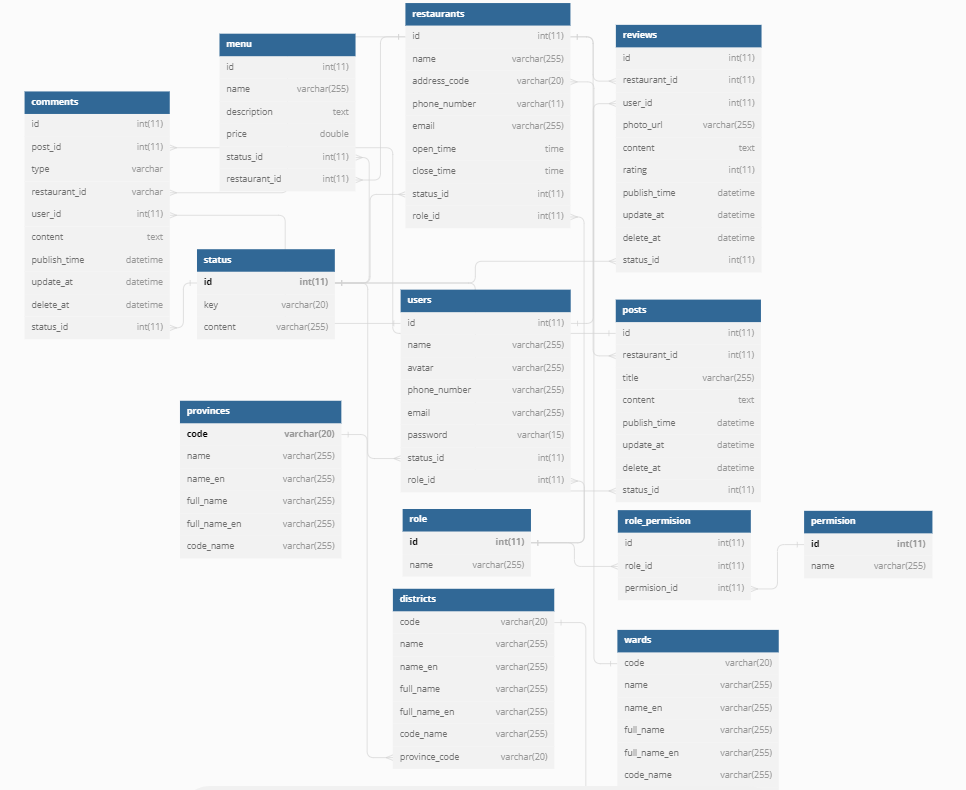 restaurants
id int(11)
name varchar(255)
address_code varchar(20)
phone_number varchar(11)
email varchar(255)
open_time time
close_time time
status_id int(11)
role_id int(11)
reviews
id int(11)
restaurant_id int(11)
user_id int(11)
photo_url varchar(255)
content text
rating int(11)
publish_time datetime
update_at datetime
delete_at datetime
status_id int(11)
menu
id int(11)
name varchar(255)
description text
price double
status_id int(11)
restaurant_id int(11)
comments
id int(11)
post_id int(11)
type varchar
restaurant_id varchar
user_id int(11)
content text
publish_time datetime
update_at datetime
delete_at datetime
status_id int(11)
status
id int(11)
key varchar(20)
content varchar(255)
users
id int(11)
name varchar(255)
avatar varchar(255)
phone_number varchar(255)
email varchar(255)
password varchar(15)
status_id int(11)
role_id int(11)
posts
id int(11)
restaurant_id int(11)
title varchar(255)
content text
publish_time datetime
update_at datetime
delete_at datetime
status_id int(11)
provinces
code varchar(20)
name varchar(255)
name_en varchar(255)
full_name varchar(255)
full_name_en varchar(255)
code_name varchar(255)
role
id int(11)
name varchar(255)
role_permision
id int(11)
role_id int(11)
permision_id int(11)
permision
id int(11)
name varchar(255)
districts
code varchar(20)
name varchar(255)
name_en varchar(255)
full_name varchar(255)
full_name_en varchar(255)
code_name varchar(255)
province_code varchar(20)
wards
code varchar(20)
name varchar(255)
name_en varchar(255)
full_name varchar(255)
full_name_en varchar(255)
code_name varchar(255)